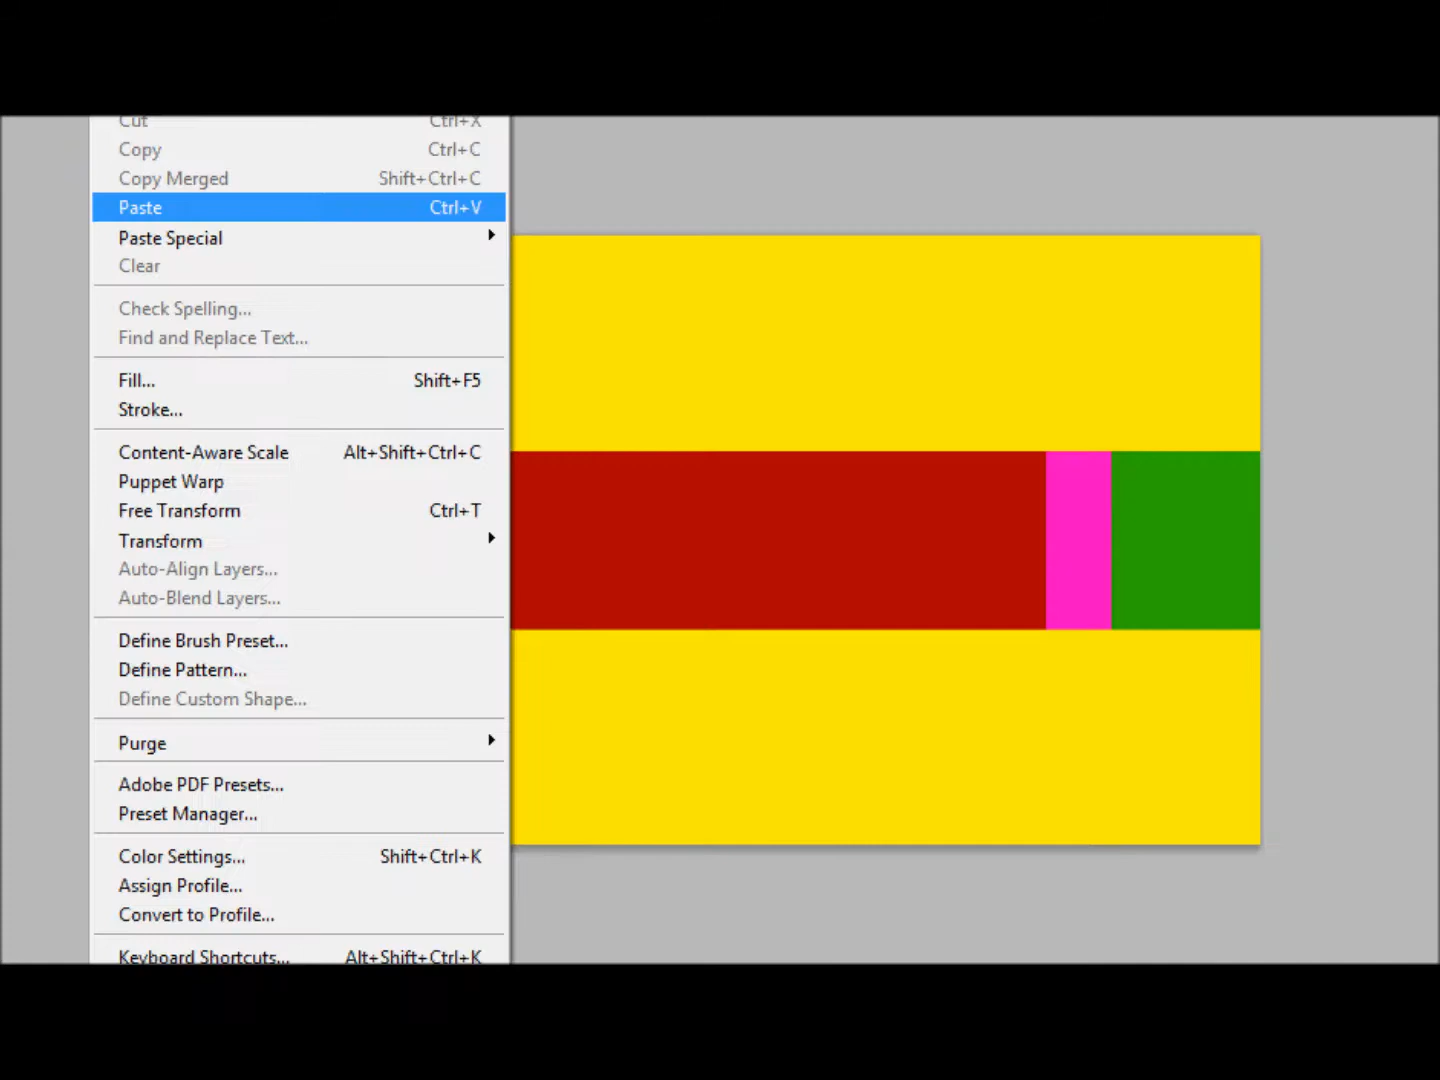 Cut Ctrl+X
Copy Ctrl+C
Copy Merged Shift+Ctrl+C
Paste Ctrl+V
Paste Special
Clear
Check Spelling...
Find and Replace Text...
Fill... Shift+F5
Stroke...
Content-Aware Scale Alt+Shift+Ctrl+C
Puppet Warp
Free Transform Ctrl+T
Transform
Auto-Align Layers...
Auto-Blend Layers...
Define Brush Preset...
Define Pattern...
Define Custom Shape...
Purge
Adobe PDF Presets...
Preset Manager...
Color Settings... Shift+Ctrl+K
Assign Profile...
Convert to Profile...
Keyboard Shortcuts... Alt+Shift+Ctrl+K